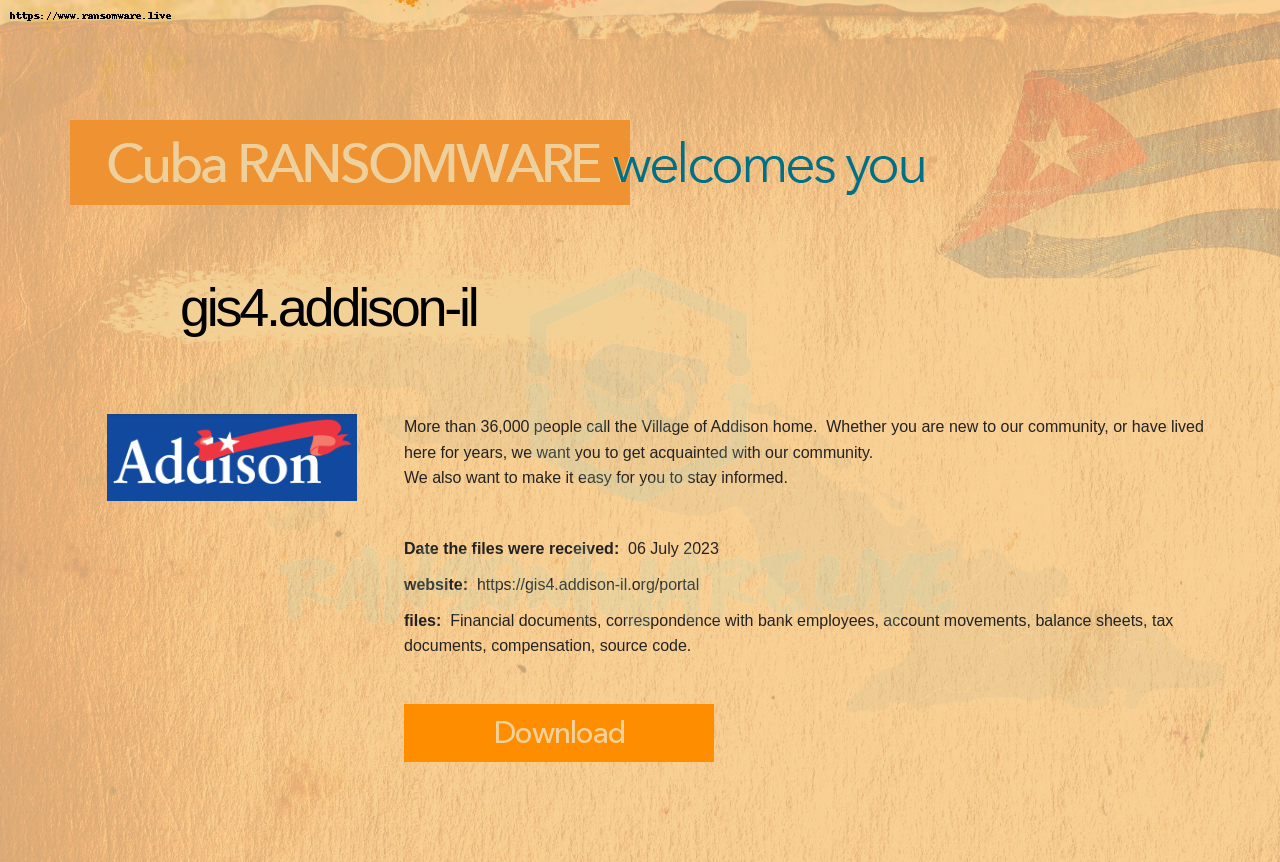 https://www.ransomware.live
Cuba RANSOMWARE welcomes you
gis4.addison-il
Addison
More than 36,000 people call the Village of Addison home.  Whether you are new to our community, or have lived
here for years, we want you to get acquainted with our community.
We also want to make it easy for you to stay informed.
Date the files were received:  06 July 2023
RANSOMWARE.LIVE
website:  https://gis4.addison-il.org/portal
files:  Financial documents, correspondence with bank employees, account movements, balance sheets, tax
documents, compensation, source code.
Download